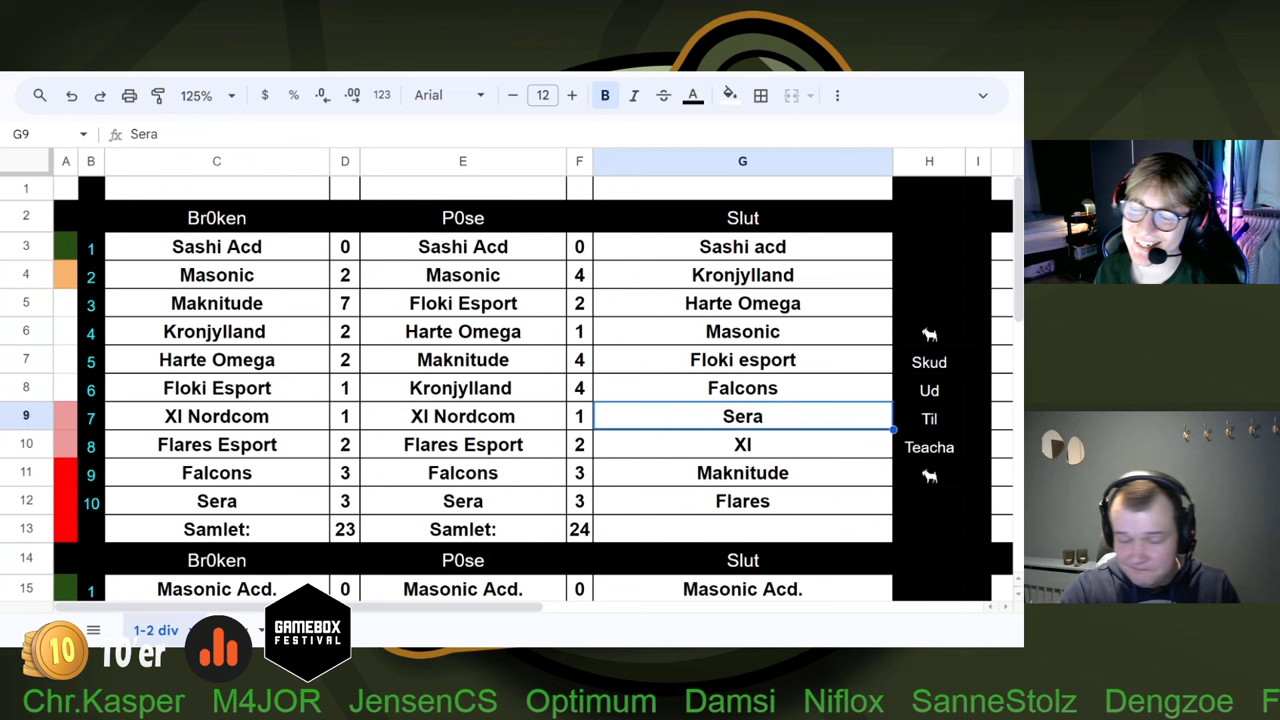 125% $ % .0 .00 123 Arial 12 B I S A
G9 fx Sera
A B C D E F G H I
1
2 Br0ken P0se Slut
3 1 Sashi Acd 0 Sashi Acd 0 Sashi acd
4 2 Masonic 2 Masonic 4 Kronjylland
5 3 Maknitude 7 Floki Esport 2 Harte Omega
6 4 Kronjylland 2 Harte Omega 1 Masonic
7 5 Harte Omega 2 Maknitude 4 Floki esport Skud
8 6 Floki Esport 1 Kronjylland 4 Falcons Ud
9 7 XI Nordcom 1 XI Nordcom 1 Sera Til
10 8 Flares Esport 2 Flares Esport 2 XI Teacha
11 9 Falcons 3 Falcons 3 Maknitude
12 10 Sera 3 Sera 3 Flares
13 Samlet: 23 Samlet: 24
14 Br0ken P0se Slut
15 1 Masonic Acd. 0 Masonic Acd. 0 Masonic Acd.
1-2 div
10 10'er
GAMEBOX
FESTIVAL
Chr.Kasper M4JOR JensenCS Optimum Damsi Niflox SanneStolz Dengzoe F